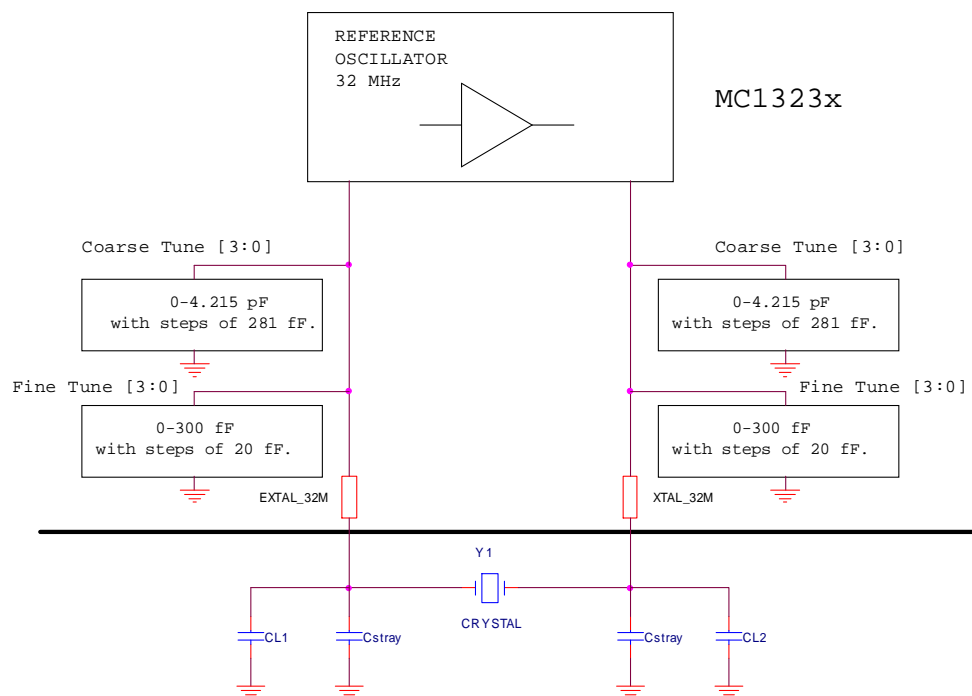 REFERENCE
OSCILLATOR
32 MHz
MC1323x
Coarse Tune [3:0]
Coarse Tune [3:0]
0-4.215 pF
with steps of 281 fF.
0-4.215 pF
with steps of 281 fF.
Fine Tune [3:0]
Fine Tune [3:0]
0-300 fF
with steps of 20 fF.
0-300 fF
with steps of 20 fF.
EXTAL_32M
XTAL_32M
Y1
CRYSTAL
CL1
Cstray
Cstray
CL2